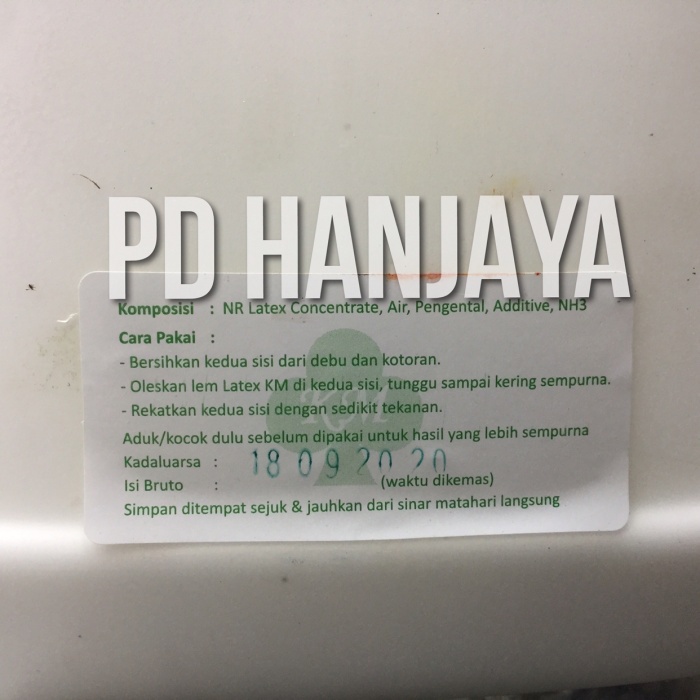 PD HANJAYA
Komposisi : NR Latex Concentrate, Air, Pengental, Additive, NH3
Cara Pakai :
- Bersihkan kedua sisi dari debu dan kotoran.
- Oleskan lem Latex KM di kedua sisi, tunggu sampai kering sempurna.
- Rekatkan kedua sisi dengan sedikit tekanan.
KM
Aduk/kocok dulu sebelum dipakai untuk hasil yang lebih sempurna
Kadaluarsa : 18 09 20 20
Isi Bruto : (waktu dikemas)
Simpan ditempat sejuk & jauhkan dari sinar matahari langsung